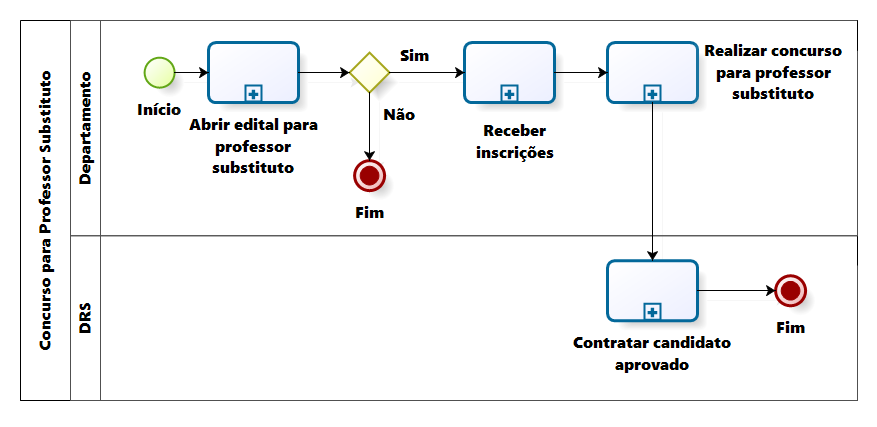 Concurso para Professor Substituto
Departamento
Início
Abrir edital para
professor
substituto
Sim
Não
Fim
Receber
inscrições
Realizar concurso
para professor
substituto
DRS
Contratar candidato
aprovado
Fim